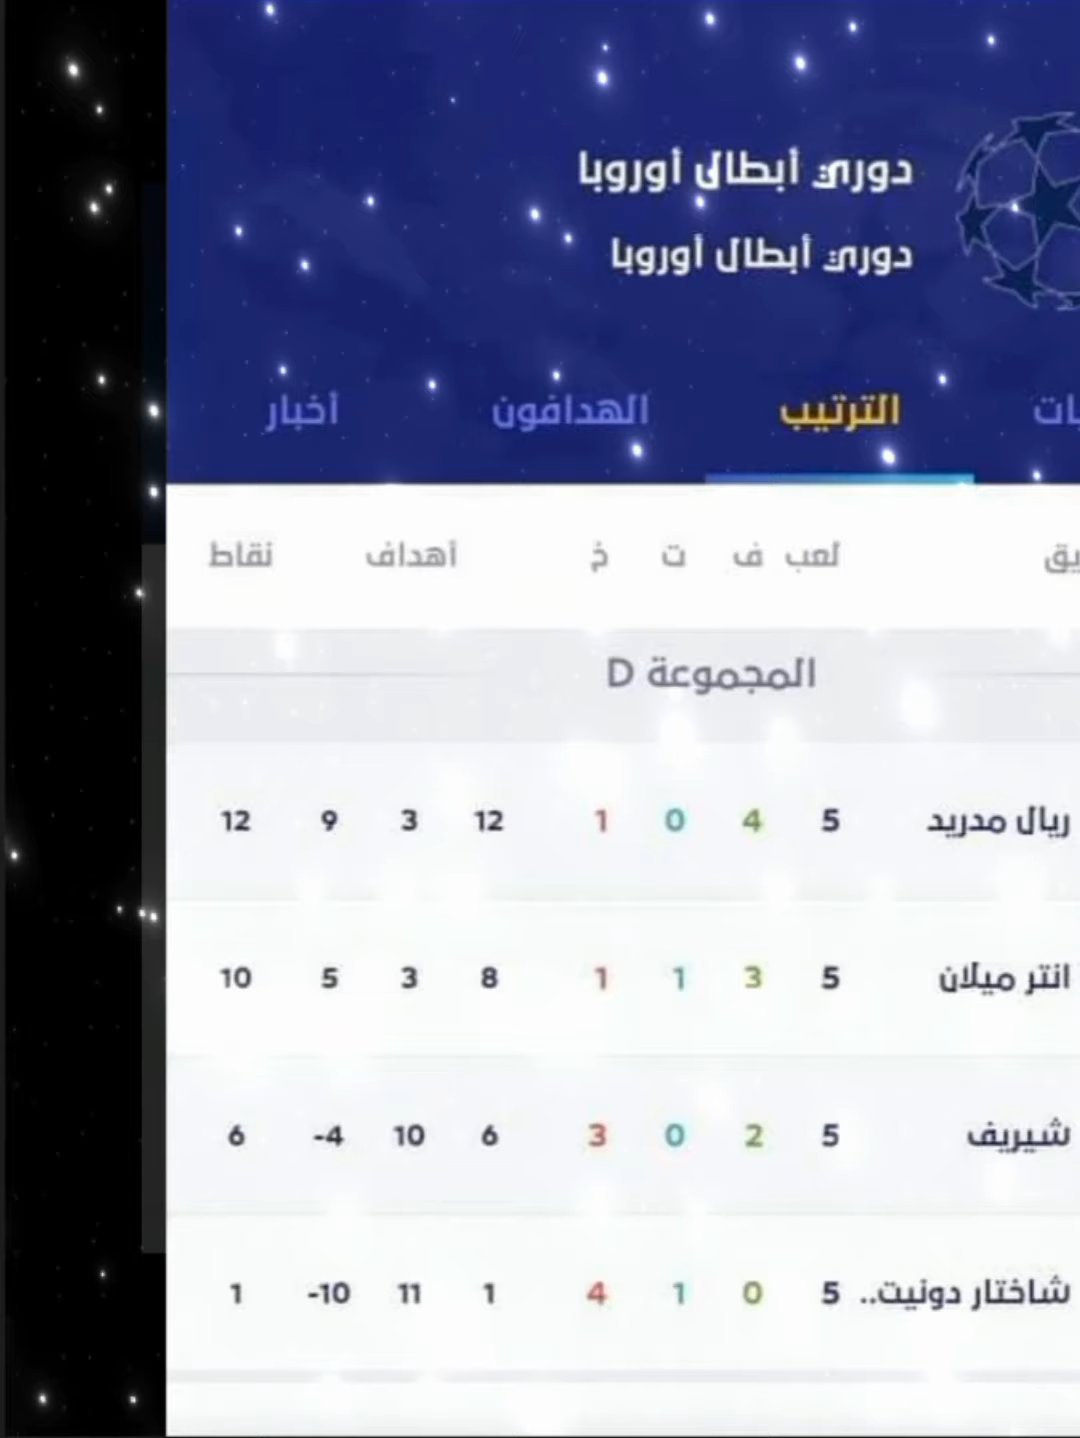 دوري أبطال أوروبا
دوري أبطال أوروبا
الترتيب الهدافون أخبار
لعب ف ت خ أهداف نقاط
المجموعة D
ريال مدريد 5 4 0 1 12 3 9 12
انتر ميلان 5 3 1 1 8 3 5 10
شيريف 5 2 0 3 6 10 -4 6
شاختار دونيت.. 5 0 1 4 1 11 -10 1